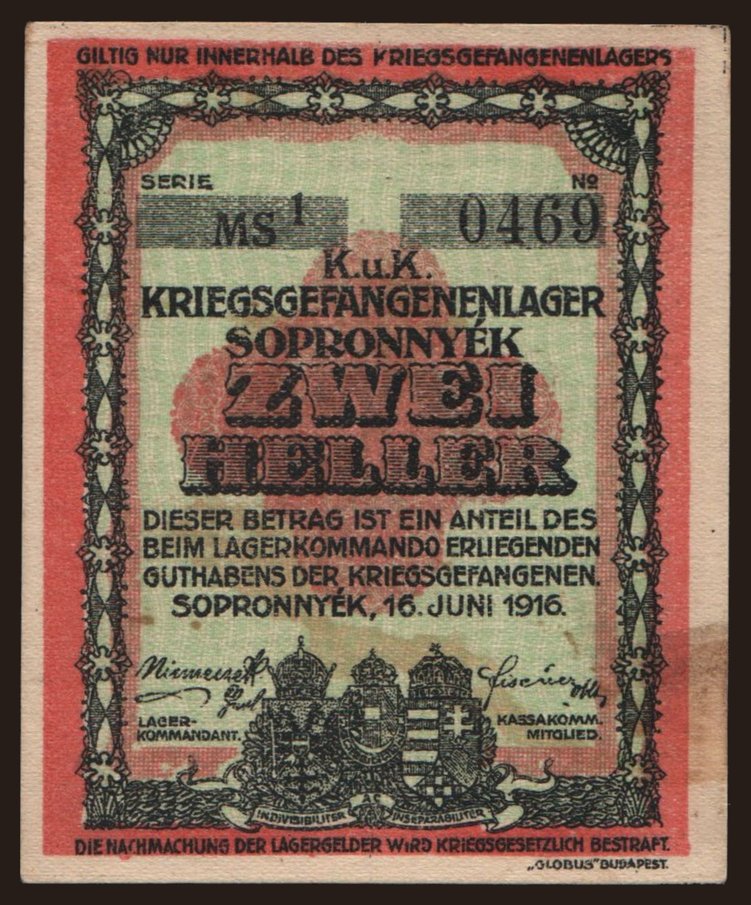 GILTIG NUR INNERHALB DES KRIEGSGEFANGENENLAGERS
SERIE Nº
MS 1 0469
K.u.K.
KRIEGSGEFANGENENLAGER
SOPRONNYÉK
ZWEI
HELLER
DIESER BETRAG IST EIN ANTEIL DES
BEIM LAGERKOMMANDO ERLIEGENDEN
GUTHABENS DER KRIEGSGEFANGENEN.
SOPRONNYÉK, 16. JUNI 1916.
LAGER-
KOMMANDANT.
KASSAKOMM.
MITGLIED.
INDIVISIBILITER AC INSEPARABILITER
DIE NACHMACHUNG DER LAGERGELDER WIRD KRIEGSGESETZLICH BESTRAFT.
„GLOBUS" BUDAPEST.